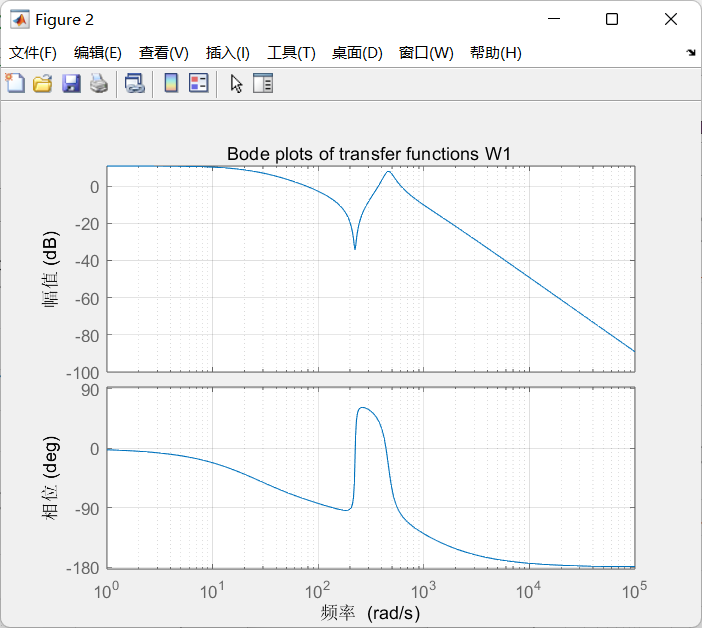 Figure 2
文件(F) 编辑(E) 查看(V) 插入(I) 工具(T) 桌面(D) 窗口(W) 帮助(H)
Bode plots of transfer functions W1
幅值 (dB)
0
-20
-40
-60
-80
-100
相位 (deg)
90
0
-90
-180
10^0 10^1 10^2 10^3 10^4 10^5
频率 (rad/s)